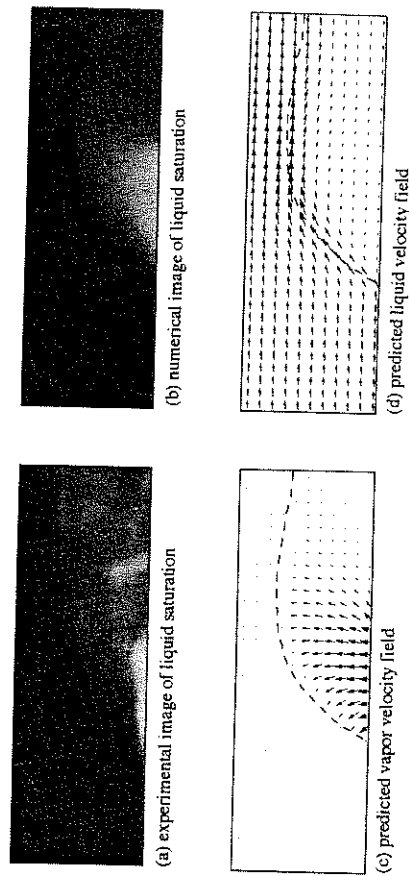 (a) experimental image of liquid saturation
(b) numerical image of liquid saturation
(c) predicted vapor velocity field
(d) predicted liquid velocity field